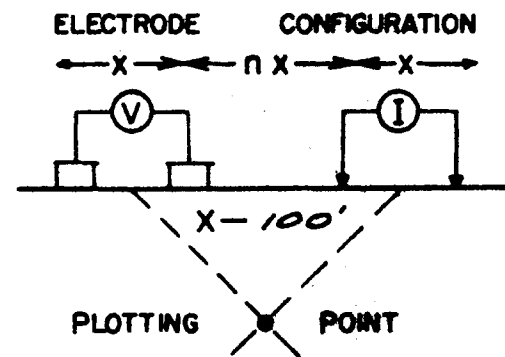 ELECTRODE CONFIGURATION
X n X X
V I
X - 100'
PLOTTING POINT